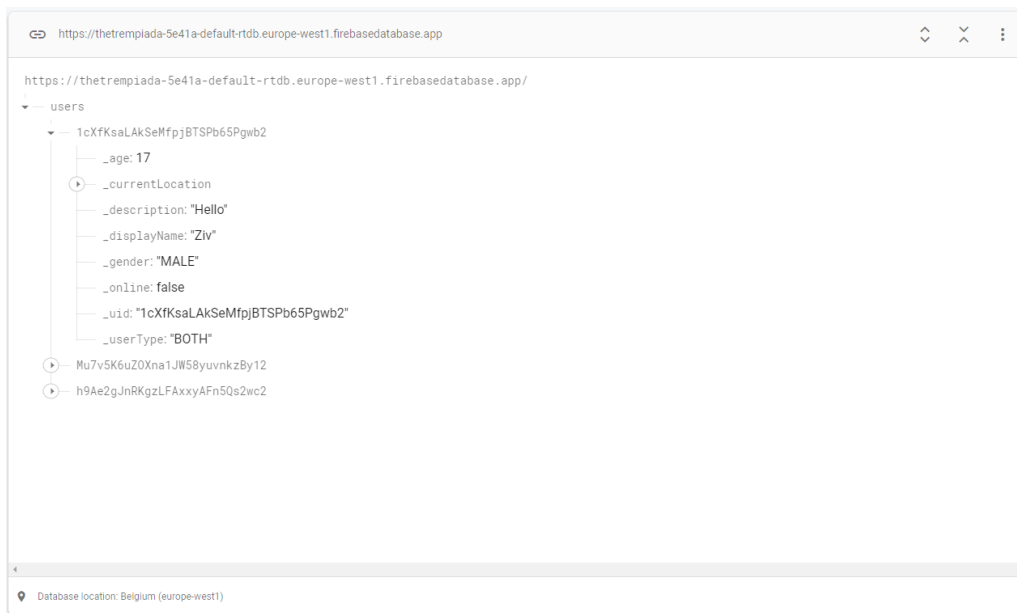 https://thetrempiada-5e41a-default-rtdb.europe-west1.firebasedatabase.app
https://thetrempiada-5e41a-default-rtdb.europe-west1.firebasedatabase.app/
users
1cXfKsaLAkSeMfpjBTSPb65Pgwb2
_age: 17
_currentLocation
_description: "Hello"
_displayName: "Ziv"
_gender: "MALE"
_online: false
_uid: "1cXfKsaLAkSeMfpjBTSPb65Pgwb2"
_userType: "BOTH"
Mu7v5K6uZOXna1JW58yuvnkzBy12
h9Ae2gJnRKgzLFAxxyAFn5Qs2wc2
Database location: Belgium (europe-west1)